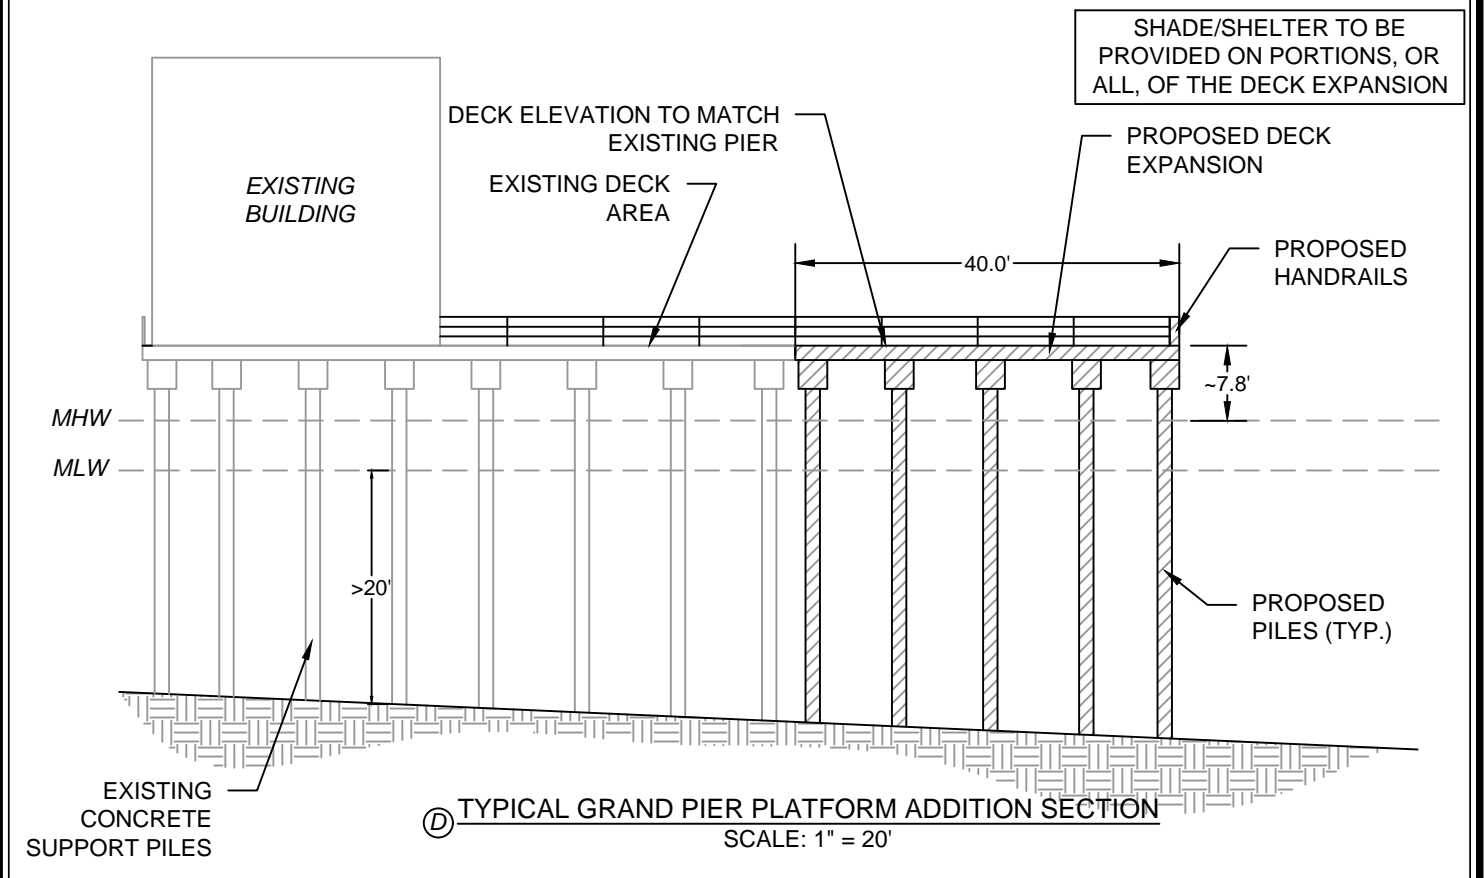 SHADE/SHELTER TO BE
PROVIDED ON PORTIONS, OR
ALL, OF THE DECK EXPANSION
DECK ELEVATION TO MATCH
EXISTING PIER
PROPOSED DECK
EXPANSION
EXISTING
BUILDING
EXISTING DECK
AREA
40.0'
PROPOSED
HANDRAILS
~7.8'
MHW
MLW
>20'
PROPOSED
PILES (TYP.)
EXISTING
CONCRETE
SUPPORT PILES
D TYPICAL GRAND PIER PLATFORM ADDITION SECTION
SCALE: 1" = 20'